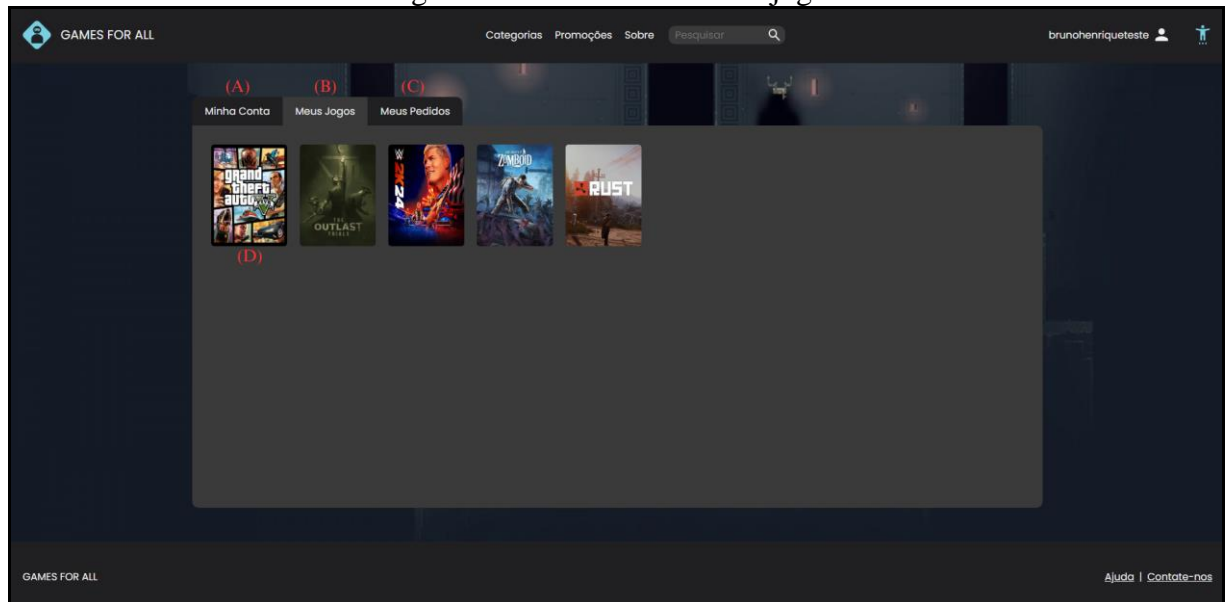 GAMES FOR ALL
Categorias Promoções Sobre Pesquisar
brunohenriqueteste
(A) (B) (C)
Minha Conta Meus Jogos Meus Pedidos
grand theft auto V
THE OUTLAST TRIALS
W 2K24
ZOMBOID
RUST
(D)
GAMES FOR ALL
Ajuda | Contate-nos